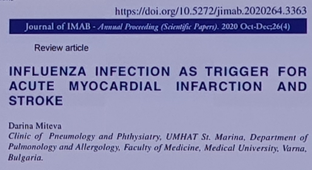 https://doi.org/10.5272/jimab.2020264.3363
Journal of IMAB - Annual Proceeding (Scientific Papers). 2020 Oct-Dec;26(4)
Review article
INFLUENZA INFECTION AS TRIGGER FOR
ACUTE MYOCARDIAL INFARCTION AND
STROKE
Darina Miteva
Clinic of Pneumology and Phthysiatry, UMHAT St. Marina, Department of
Pulmonology and Allergology, Faculty of Medicine, Medical University, Varna,
Bulgaria.